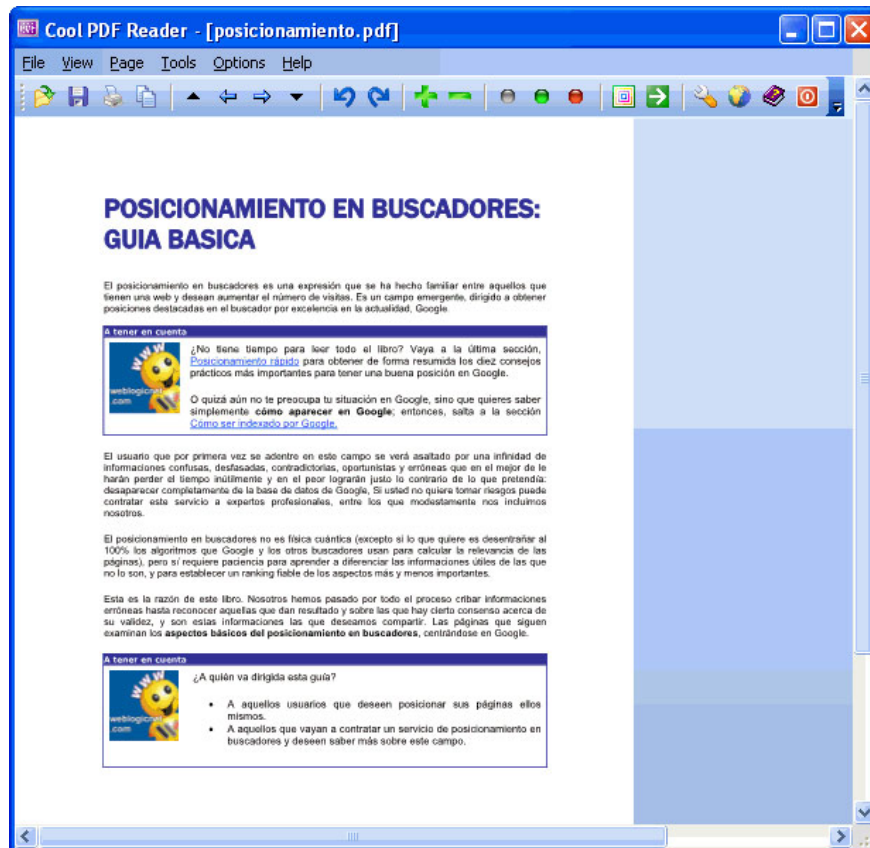 Cool PDF Reader - [posicionamiento.pdf]
File View Page Tools Options Help
POSICIONAMIENTO EN BUSCADORES:
GUIA BASICA
El posicionamiento en buscadores es una expresión que se ha hecho familiar entre aquellos que
tienen una web y desean aumentar el número de visitas. Es un campo emergente, dirigido a obtener
posiciones destacadas en el buscador por excelencia en la actualidad, Google.
A tener en cuenta
www
weblogicnet
.com
¿No tiene tiempo para leer todo el libro? Vaya a la última sección,
Posicionamiento rápido para obtener de forma resumida los diez consejos
prácticos más importantes para tener una buena posición en Google.
O quizá aún no te preocupa tu situación en Google, sino que quieres saber
simplemente cómo aparecer en Google; entonces, salta a la sección
Cómo ser indexado por Google.
El usuario que por primera vez se adentre en este campo se verá asaltado por una infinidad de
informaciones confusas, desfasadas, contradictorias, oportunistas y erróneas que en el mejor de le
harán perder el tiempo inútilmente y en el peor lograrán justo lo contrario de lo que pretendía:
desaparecer completamente de la base de datos de Google, Si usted no quiere tomar riesgos puede
contratar este servicio a expertos profesionales, entre los que modestamente nos incluimos
nosotros.
El posicionamiento en buscadores no es física cuántica (excepto si lo que quiere es desentrañar al
100% los algoritmos que Google y los otros buscadores usan para calcular la relevancia de las
páginas), pero sí requiere paciencia para aprender a diferenciar las informaciones útiles de las que
no lo son, y para establecer un ranking fiable de los aspectos más y menos importantes.
Esta es la razón de este libro. Nosotros hemos pasado por todo el proceso cribar informaciones
erróneas hasta reconocer aquellas que dan resultado y sobre las que hay cierto consenso acerca de
su validez, y son estas informaciones las que deseamos compartir. Las páginas que siguen
examinan los aspectos básicos del posicionamiento en buscadores, centrándose en Google.
A tener en cuenta
www
weblogicnet
.com
¿A quién va dirigida esta guía?
• A aquellos usuarios que deseen posicionar sus páginas ellos
mismos.
• A aquellos que vayan a contratar un servicio de posicionamiento en
buscadores y deseen saber más sobre este campo.